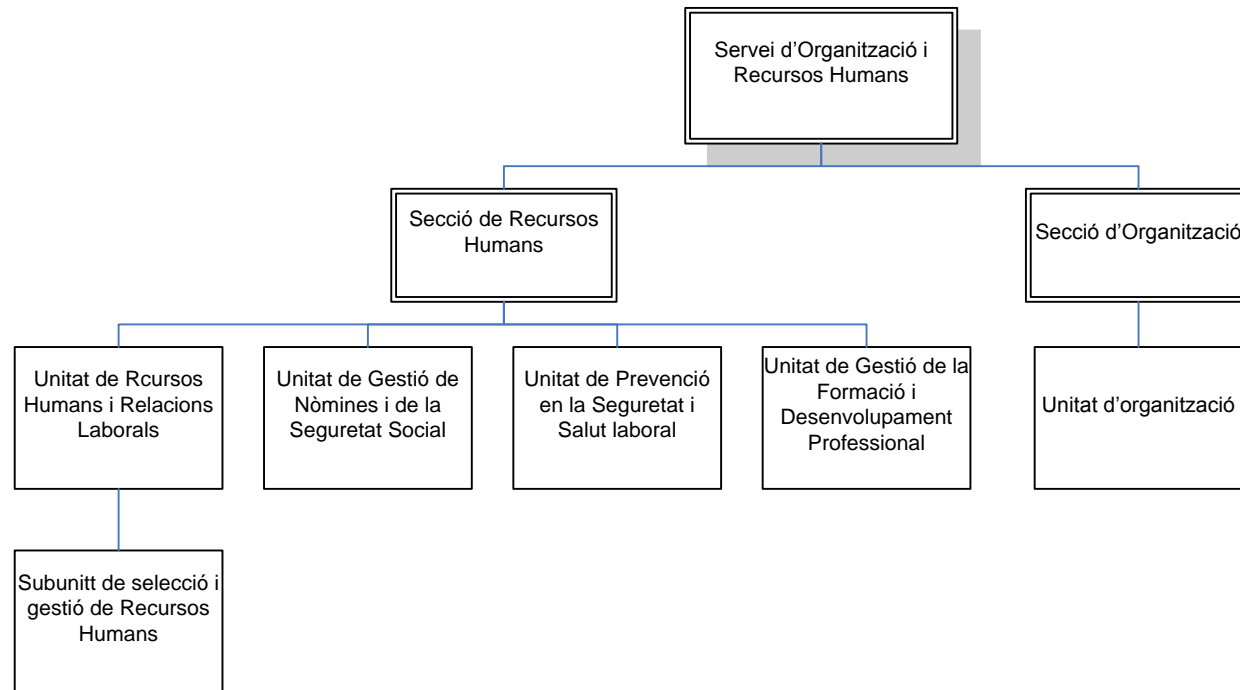 Servei d’Organització i
Recursos Humans
Secció de Recursos
Humans
Secció d’Organització
Unitat de Rcursos
Humans i Relacions
Laborals
Unitat de Gestió de
Nòmines i de la
Seguretat Social
Unitat de Prevenció
en la Seguretat i
Salut laboral
Unitat de Gestió de la
Formació i
Desenvolupament
Professional
Unitat d’organització
Subunitt de selecció i
gestió de Recursos
Humans